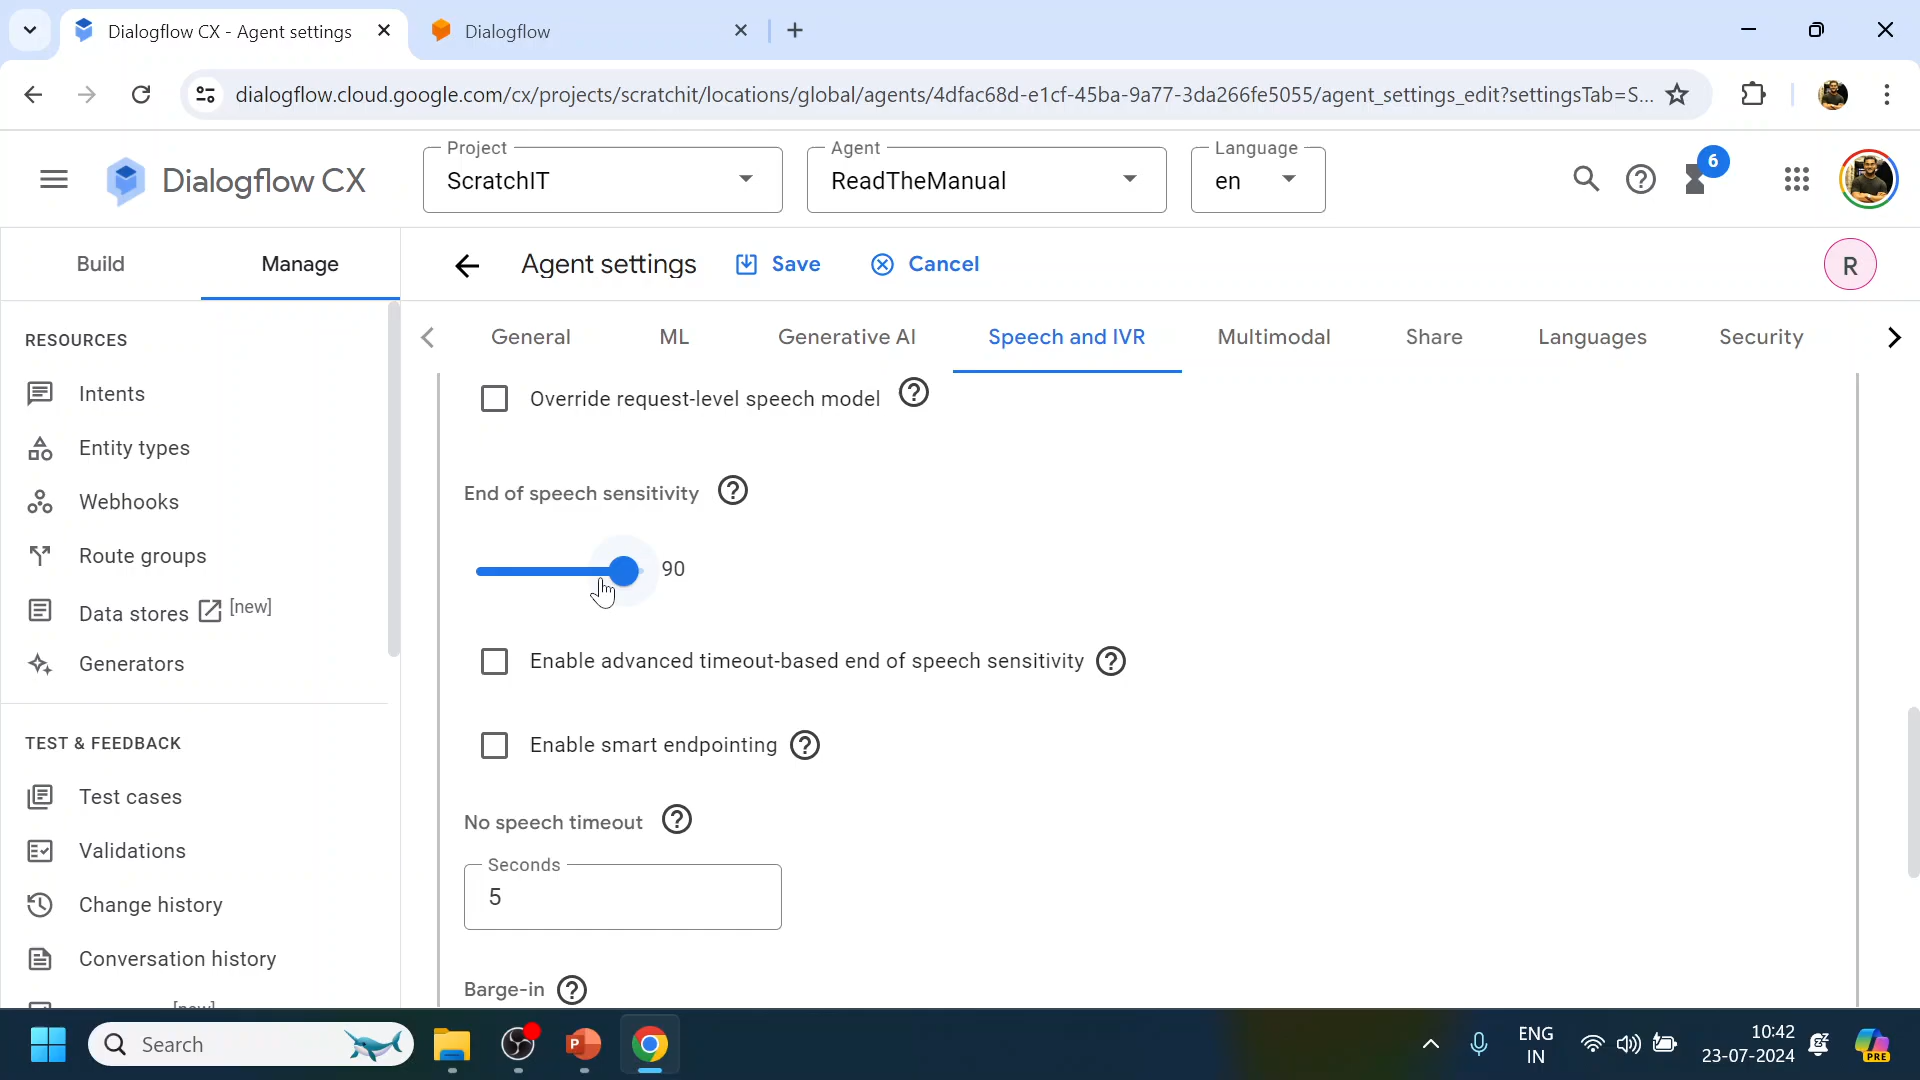 Dialogflow CX - Agent settings
Dialogflow
dialogflow.cloud.google.com/cx/projects/scratchit/locations/global/agents/4dfac68d-e1cf-45ba-9a77-3da266fe5055/agent_settings_edit?settingsTab=S...
Dialogflow CX
Project
ScratchIT
Agent
ReadTheManual
Language
en
6
Build
Manage
Agent settings
Save
Cancel
R
RESOURCES
Intents
Entity types
Webhooks
Route groups
Data stores [new]
Generators
TEST & FEEDBACK
Test cases
Validations
Change history
Conversation history
[new]
General
ML
Generative AI
Speech and IVR
Multimodal
Share
Languages
Security
Override request-level speech model
End of speech sensitivity
90
Enable advanced timeout-based end of speech sensitivity
Enable smart endpointing
No speech timeout
Seconds
5
Barge-in
Search
ENG
IN
10:42
23-07-2024
PRE